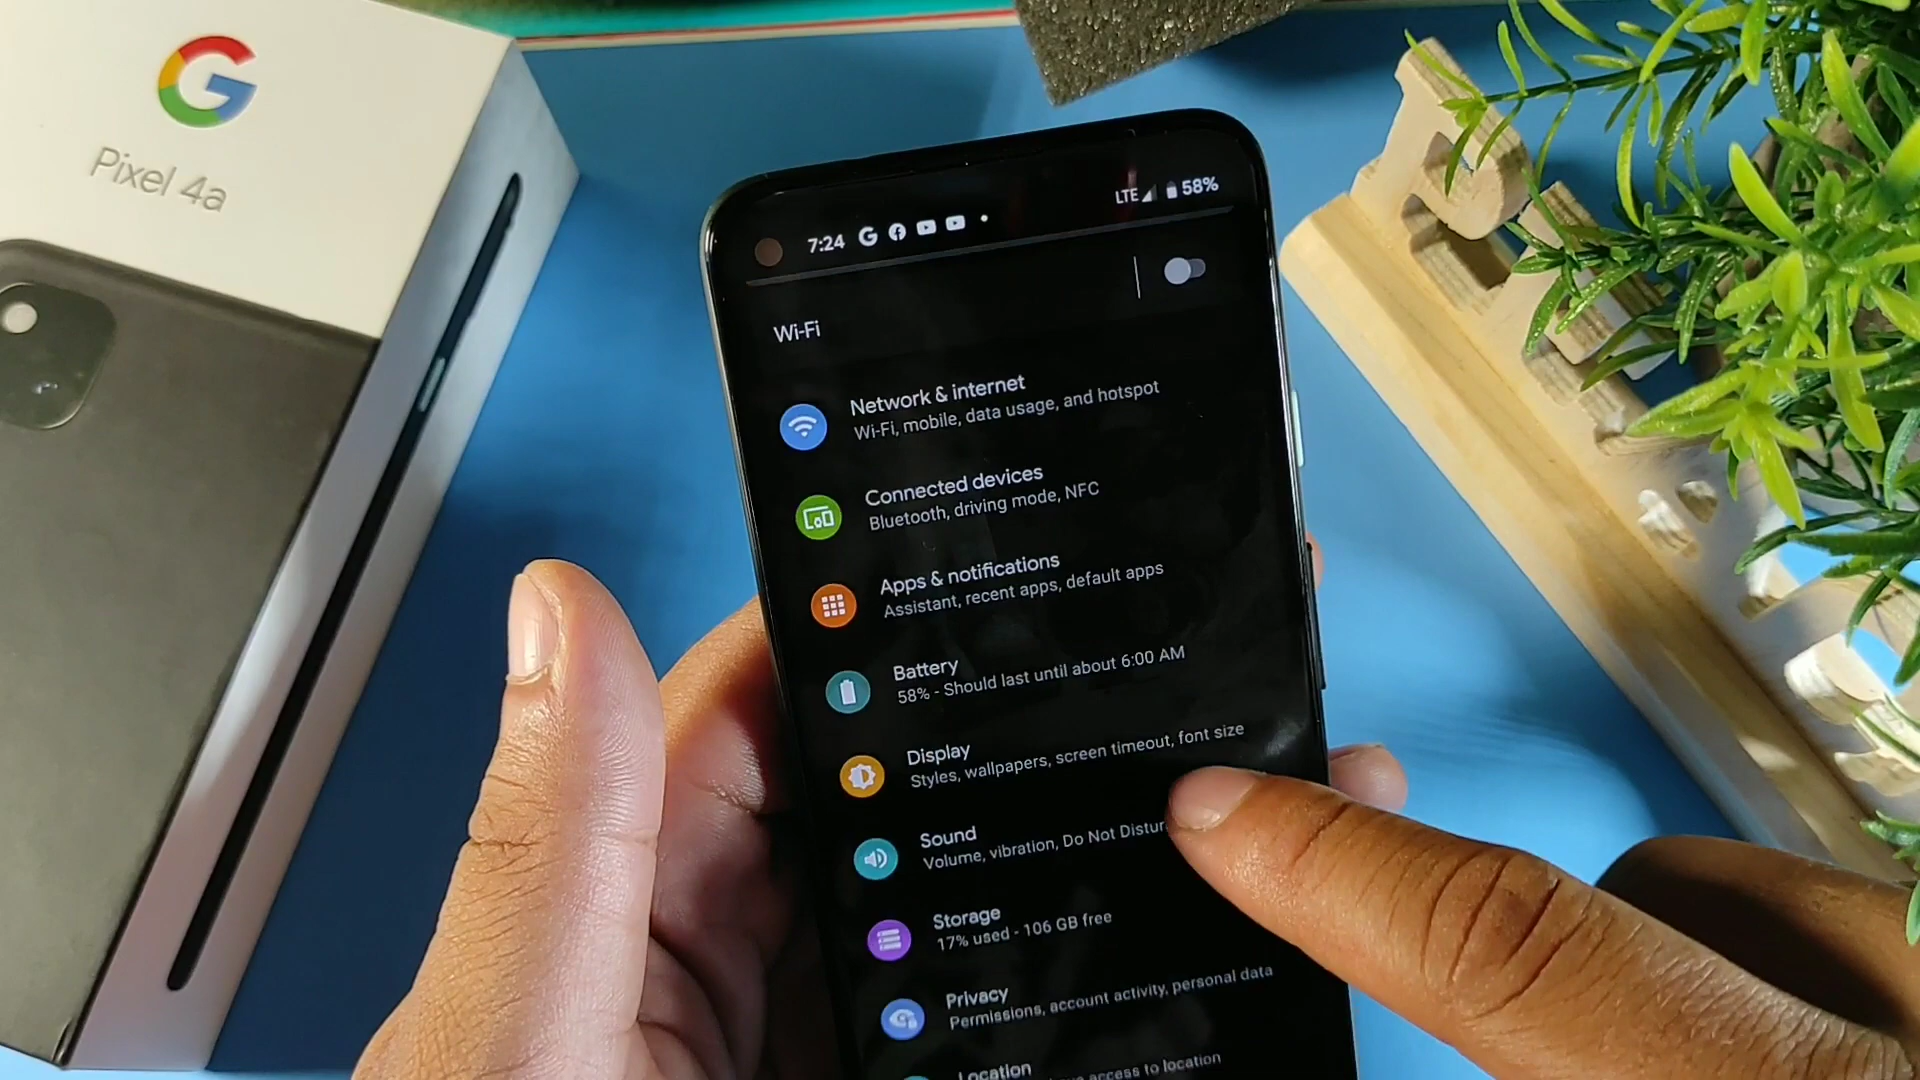 G
Pixel 4a
7:24 LTE 58%
Wi-Fi
Network & internet
Wi-Fi, mobile, data usage, and hotspot
Connected devices
Bluetooth, driving mode, NFC
Apps & notifications
Assistant, recent apps, default apps
Battery
58% - Should last until about 6:00 AM
Display
Styles, wallpapers, screen timeout, font size
Sound
Volume, vibration, Do Not Distur
Storage
17% used - 106 GB free
Privacy
Permissions, account activity, personal data
Location
access to location